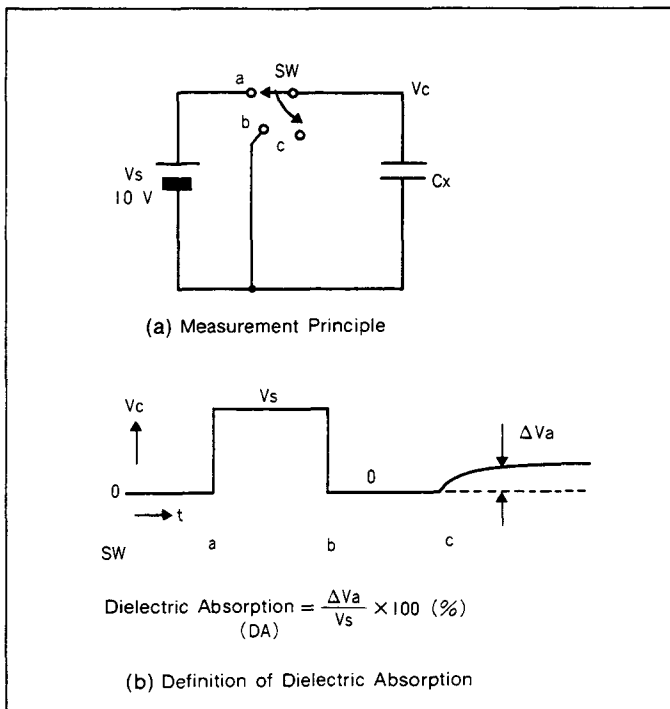 SW
a
Vc
b
c
Vs
10 V
Cx
(a) Measurement Principle
Vc
Vs
ΔVa
0
0
t
SW
a
b
c
Dielectric Absorption = ΔVa/Vs × 100 (%)
(DA)
(b) Definition of Dielectric Absorption